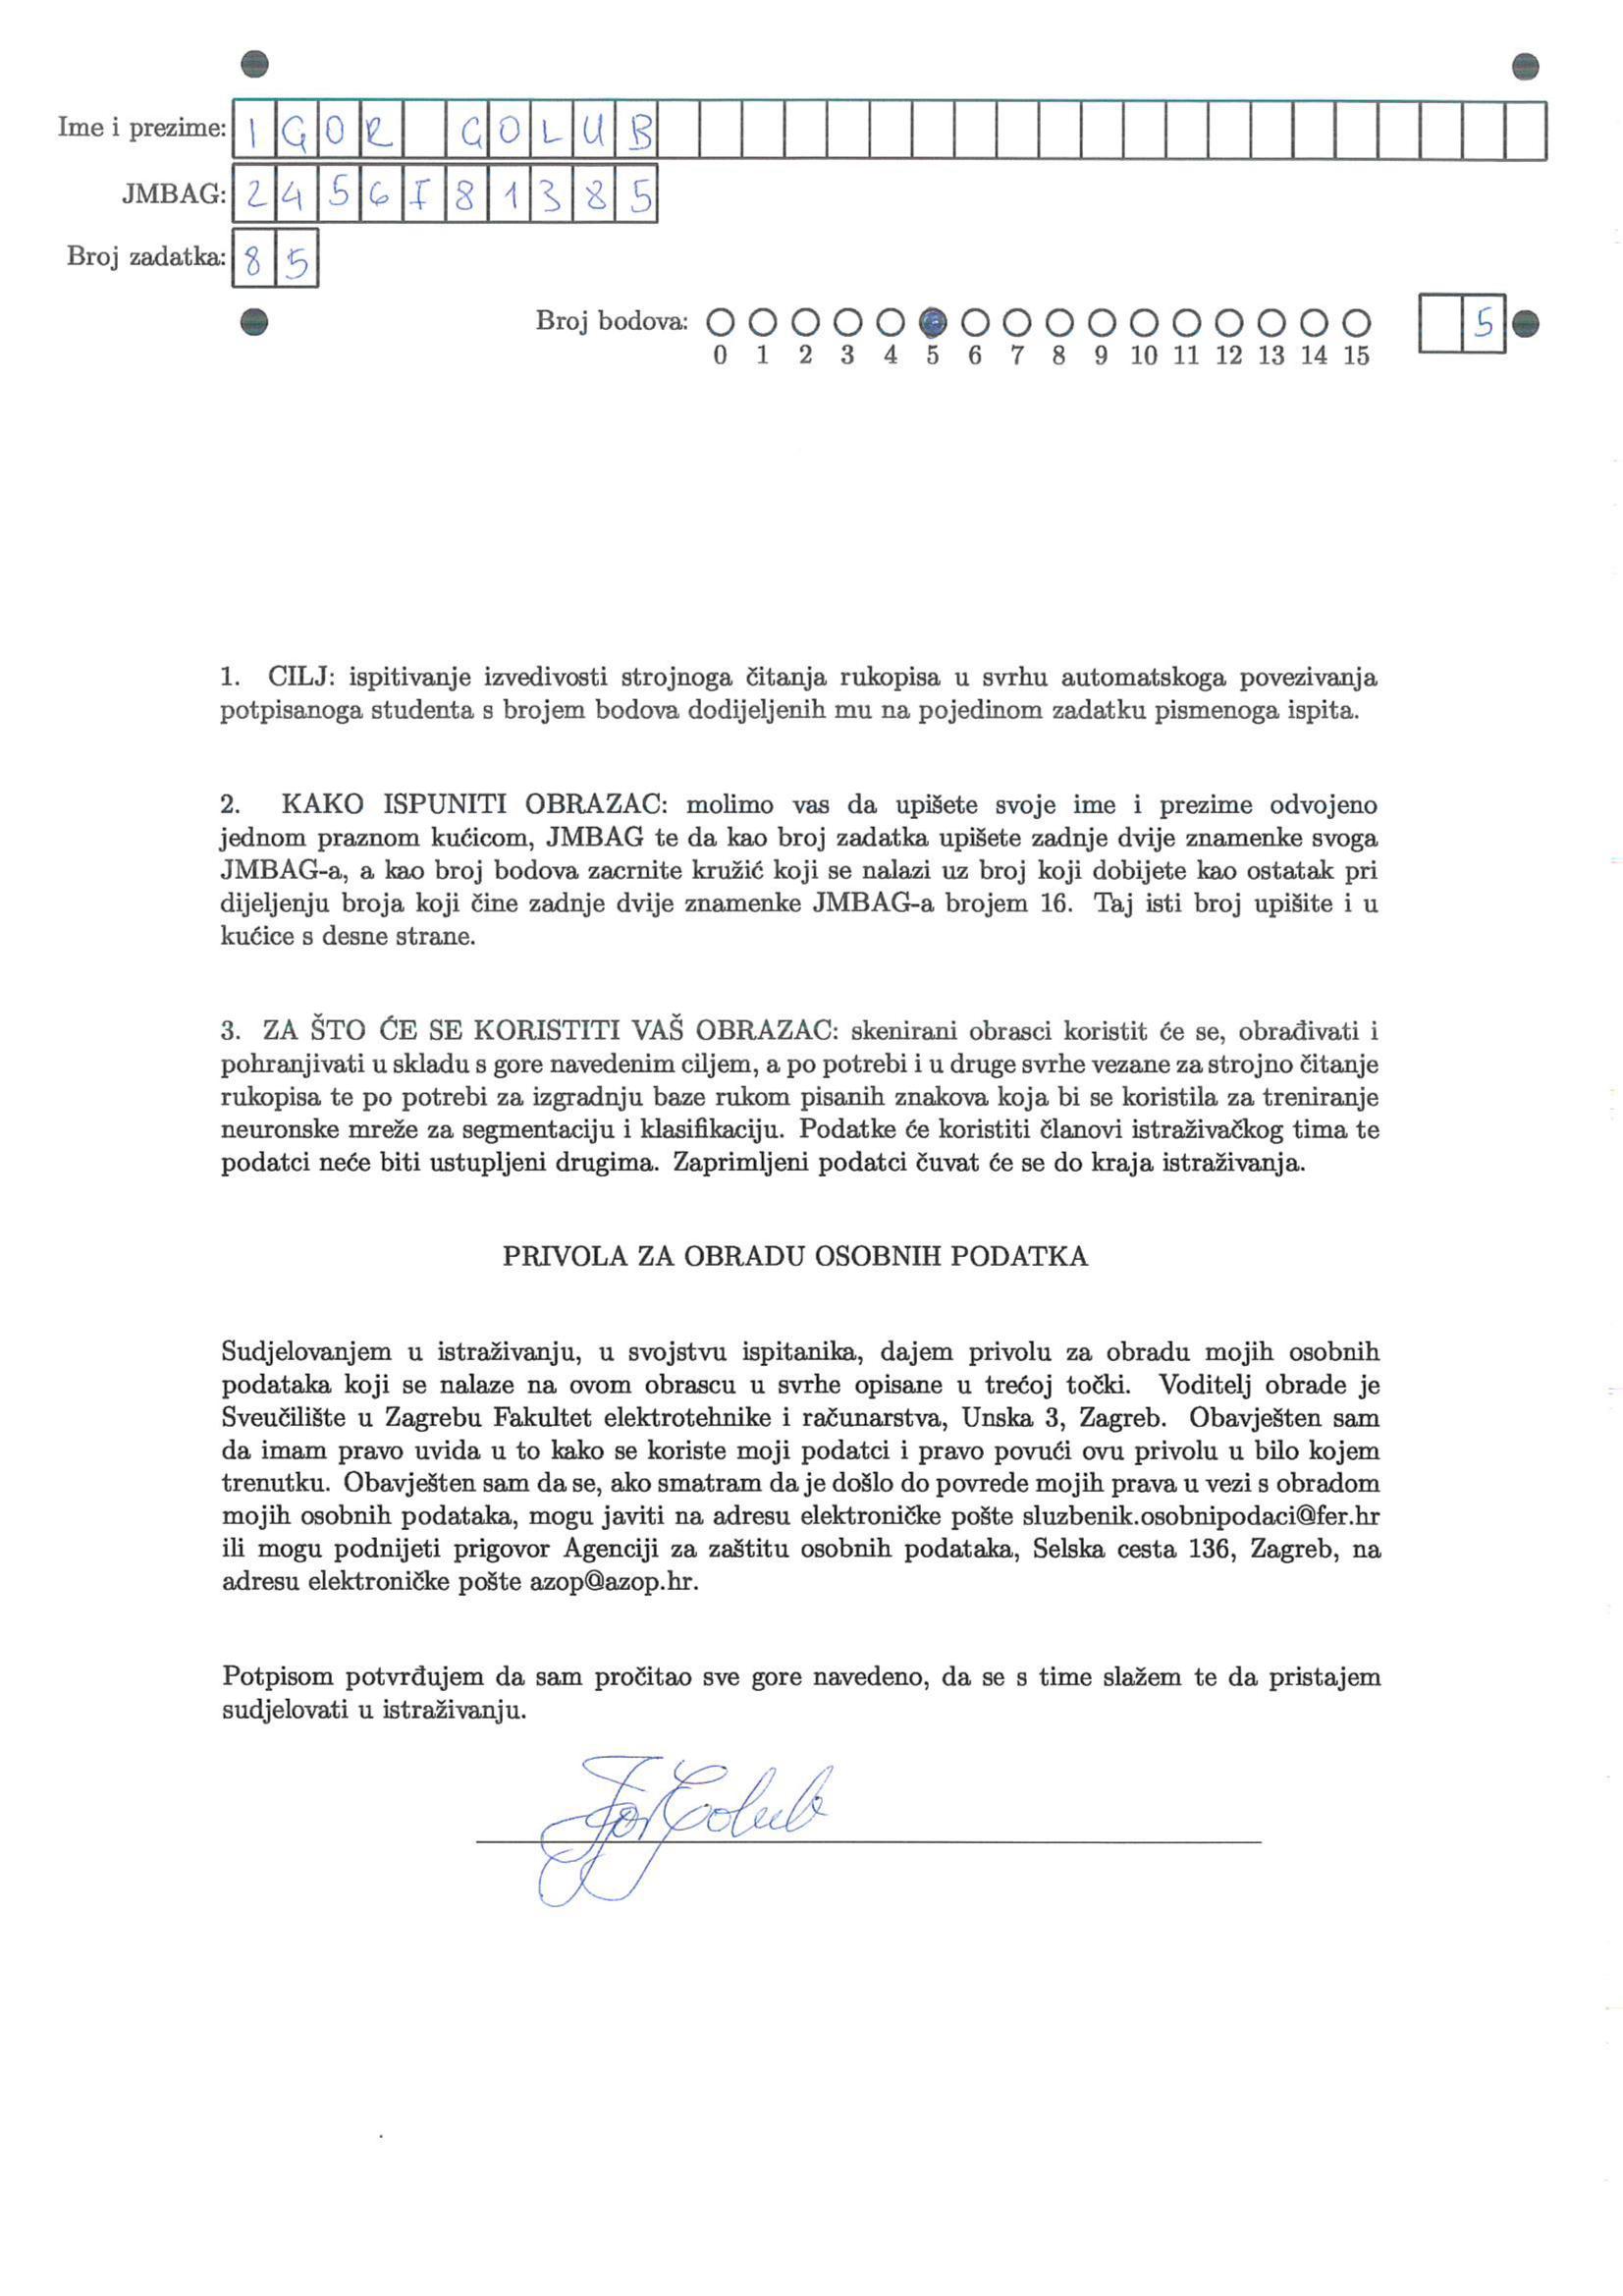 Ime i prezime: IGOR GOLUB
JMBAG: 2456781385
Broj zadatka: 85
Broj bodova:
0 1 2 3 4 5 6 7 8 9 10 11 12 13 14 15
5
1. CILJ: ispitivanje izvedivosti strojnoga čitanja rukopisa u svrhu automatskoga povezivanja
potpisanoga studenta s brojem bodova dodijeljenih mu na pojedinom zadatku pismenoga ispita.
2. KAKO ISPUNITI OBRAZAC: molimo vas da upišete svoje ime i prezime odvojeno
jednom praznom kućicom, JMBAG te da kao broj zadatka upišete zadnje dvije znamenke svoga
JMBAG-a, a kao broj bodova zacrnite kružić koji se nalazi uz broj koji dobijete kao ostatak pri
dijeljenju broja koji čine zadnje dvije znamenke JMBAG-a brojem 16. Taj isti broj upišite i u
kućice s desne strane.
3. ZA ŠTO ĆE SE KORISTITI VAŠ OBRAZAC: skenirani obrasci koristit će se, obrađivati i
pohranjivati u skladu s gore navedenim ciljem, a po potrebi i u druge svrhe vezane za strojno čitanje
rukopisa te po potrebi za izgradnju baze rukom pisanih znakova koja bi se koristila za treniranje
neuronske mreže za segmentaciju i klasifikaciju. Podatke će koristiti članovi istraživačkog tima te
podatci neće biti ustupljeni drugima. Zaprimljeni podatci čuvat će se do kraja istraživanja.
PRIVOLA ZA OBRADU OSOBNIH PODATKA
Sudjelovanjem u istraživanju, u svojstvu ispitanika, dajem privolu za obradu mojih osobnih
podataka koji se nalaze na ovom obrascu u svrhe opisane u trećoj točki. Voditelj obrade je
Sveučilište u Zagrebu Fakultet elektrotehnike i računarstva, Unska 3, Zagreb. Obavješten sam
da imam pravo uvida u to kako se koriste moji podatci i pravo povući ovu privolu u bilo kojem
trenutku. Obavješten sam da se, ako smatram da je došlo do povrede mojih prava u vezi s obradom
mojih osobnih podataka, mogu javiti na adresu elektroničke pošte sluzbenik.osobnipodaci@fer.hr
ili mogu podnijeti prigovor Agenciji za zaštitu osobnih podataka, Selska cesta 136, Zagreb, na
adresu elektroničke pošte azop@azop.hr.
Potpisom potvrđujem da sam pročitao sve gore navedeno, da se s time slažem te da pristajem
sudjelovati u istraživanju.
Igor Golub